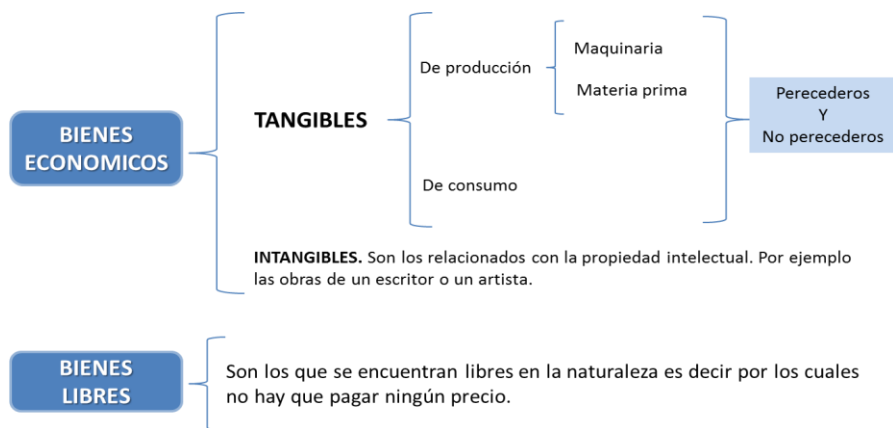 BIENES
ECONOMICOS
TANGIBLES
De producción
Maquinaria
Materia prima
De consumo
Perecederos
Y
No perecederos
INTANGIBLES. Son los relacionados con la propiedad intelectual. Por ejemplo
las obras de un escritor o un artista.
BIENES
LIBRES
Son los que se encuentran libres en la naturaleza es decir por los cuales
no hay que pagar ningún precio.